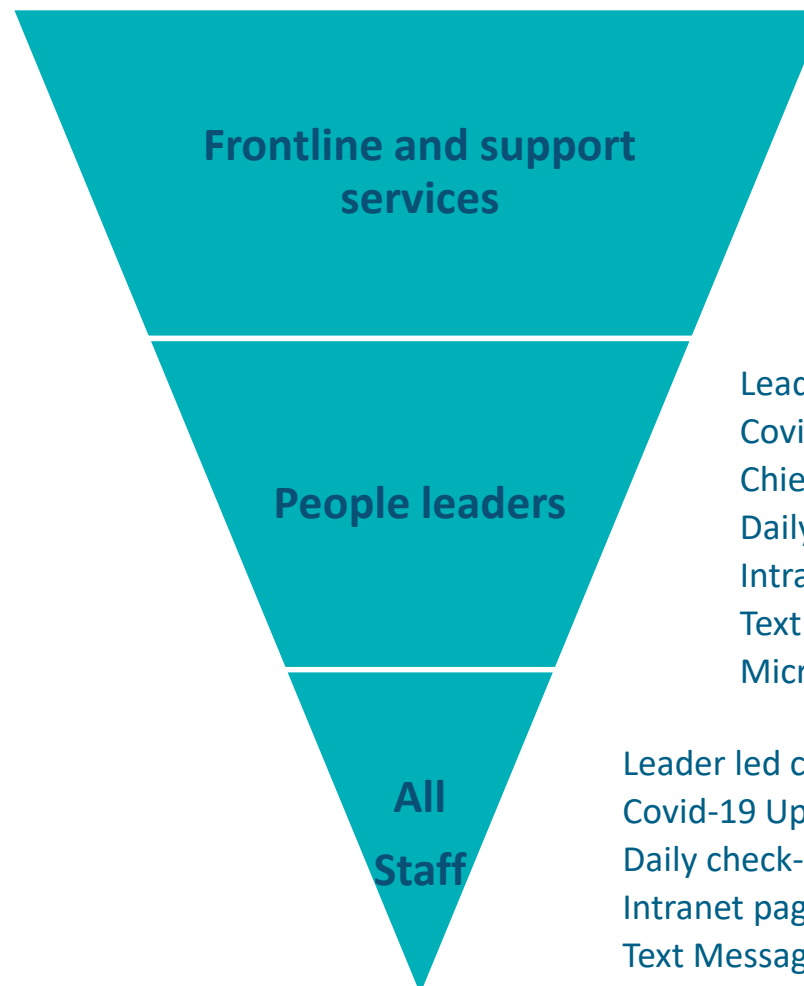 Frontline and support
services
People leaders
Lead
Covi
Chie
Daily
Intra
Text
Micr
All
Staff
Leader led c
Covid-19 Up
Daily check-
Intranet pag
Text Messag